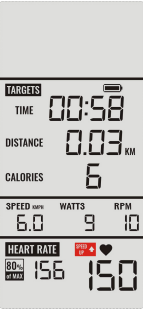 TARGETS
TIME 00:58
DISTANCE 0.03 KM
CALORIES 6
SPEED KMPH WATTS RPM
6.0 9 10
HEART RATE SPEED UP
80% of MAX 156 150